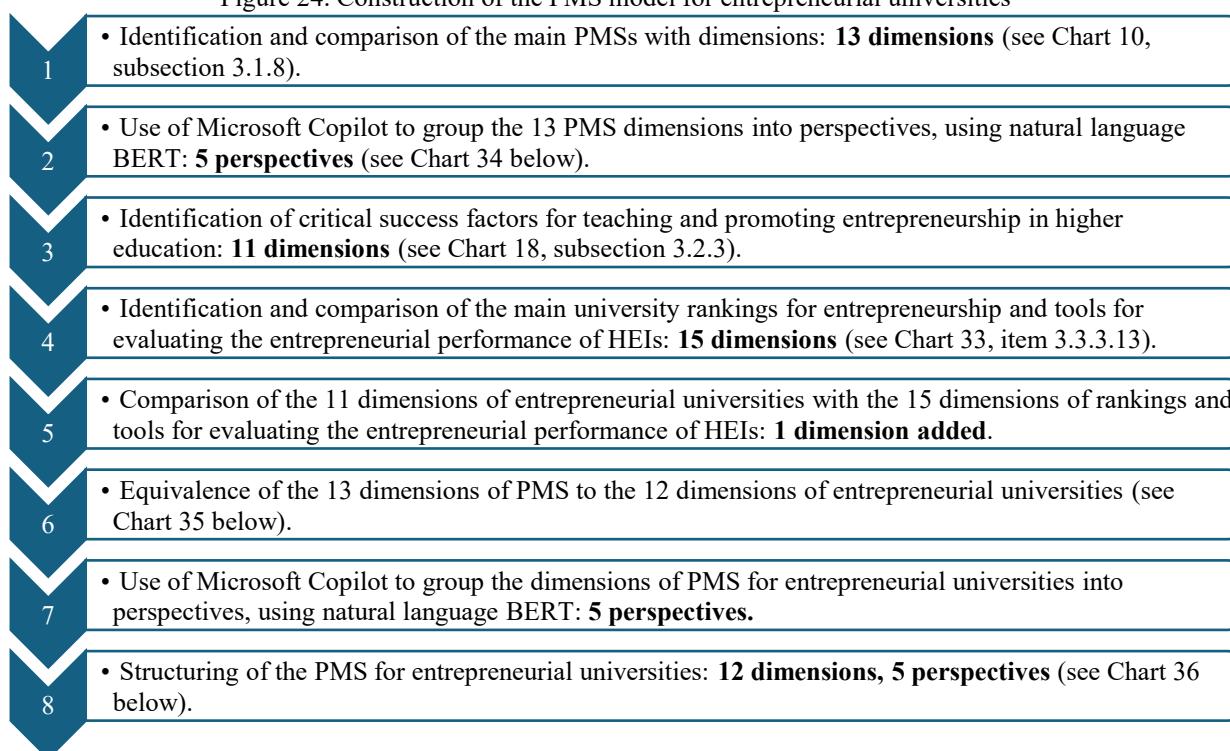 Figure 24: Construction of the PMS model for entrepreneurial universities
• Identification and comparison of the main PMSs with dimensions: 13 dimensions (see Chart 10,
1
subsection 3.1.8).
• Use of Microsoft Copilot to group the 13 PMS dimensions into perspectives, using natural language
2
BERT: 5 perspectives (see Chart 34 below).
• Identification of critical success factors for teaching and promoting entrepreneurship in higher
3
education: 11 dimensions (see Chart 18, subsection 3.2.3).
• Identification and comparison of the main university rankings for entrepreneurship and tools for
4
evaluating the entrepreneurial performance of HEIs: 15 dimensions (see Chart 33, item 3.3.3.13).
• Comparison of the 11 dimensions of entrepreneurial universities with the 15 dimensions of rankings and
5
tools for evaluating the entrepreneurial performance of HEIs: 1 dimension added.
• Equivalence of the 13 dimensions of PMS to the 12 dimensions of entrepreneurial universities (see
6
Chart 35 below).
• Use of Microsoft Copilot to group the dimensions of PMS for entrepreneurial universities into
7
perspectives, using natural language BERT: 5 perspectives.
• Structuring of the PMS for entrepreneurial universities: 12 dimensions, 5 perspectives (see Chart 36
8
below).